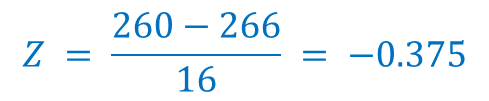 Z = (260 − 266) / 16 = −0.375